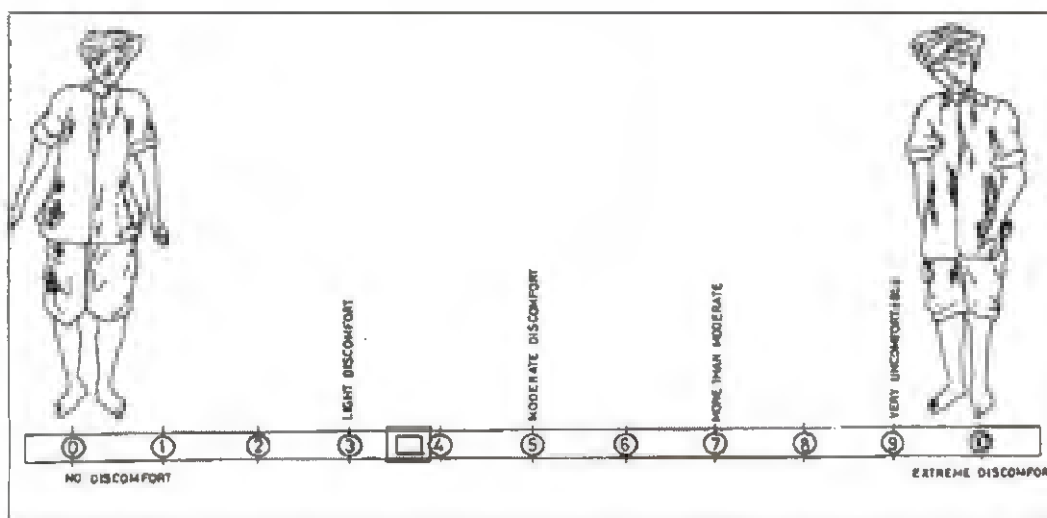 LIGHT DISCOMFORT
MODERATE DISCOMFORT
MORE THAN MODERATE
VERY UNCOMFORTIBLE
0 1 2 3 4 5 6 7 8 9
NO DISCOMFORT
EXTREME DISCOMFOR